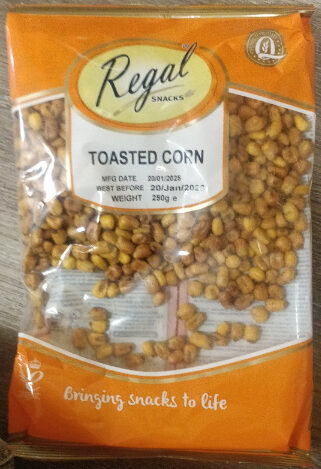 Regal
SNACKS
TOASTED CORN
MFG DATE 20/01/2025
BEST BEFORE 20/Jan/2026
WEIGHT 250g e
Bringing snacks to life